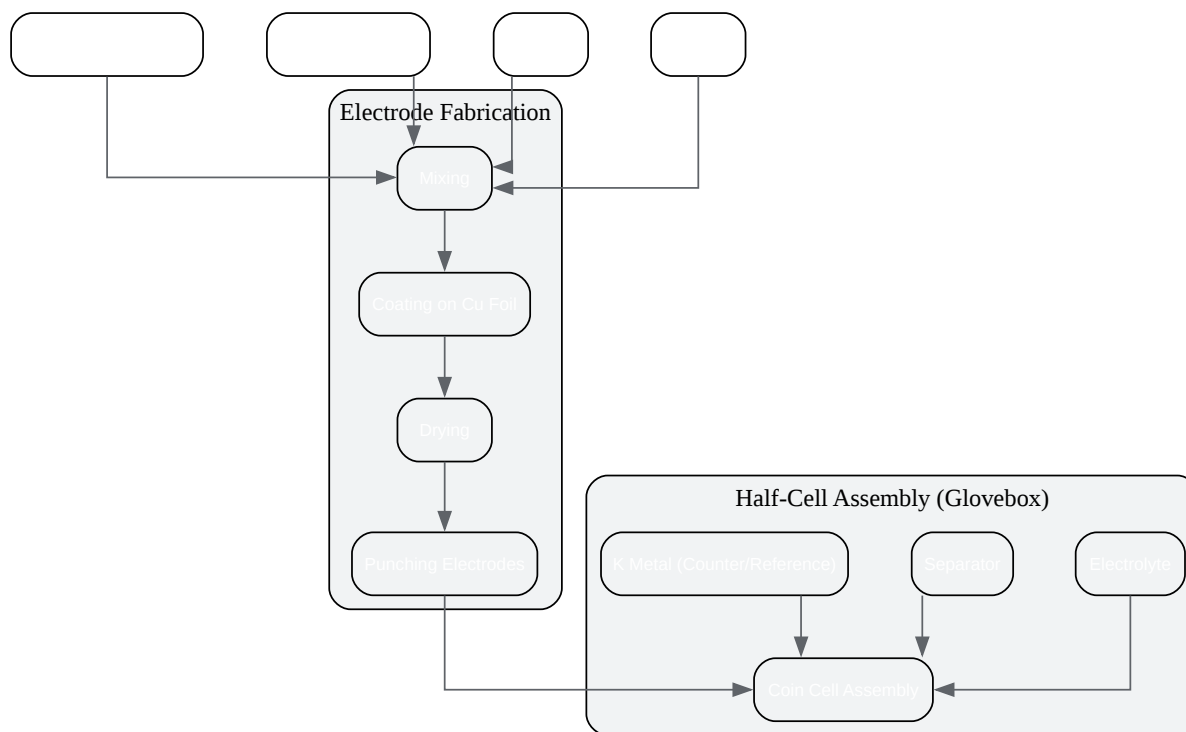 Electrode Fabrication
Mixing
Coating on Cu Foil
Drying
Half-Cell Assembly (Glovebox)
Punching Electrodes
K Metal (Counter/Reference)
Separator
Electrolyte
Coin Cell Assembly